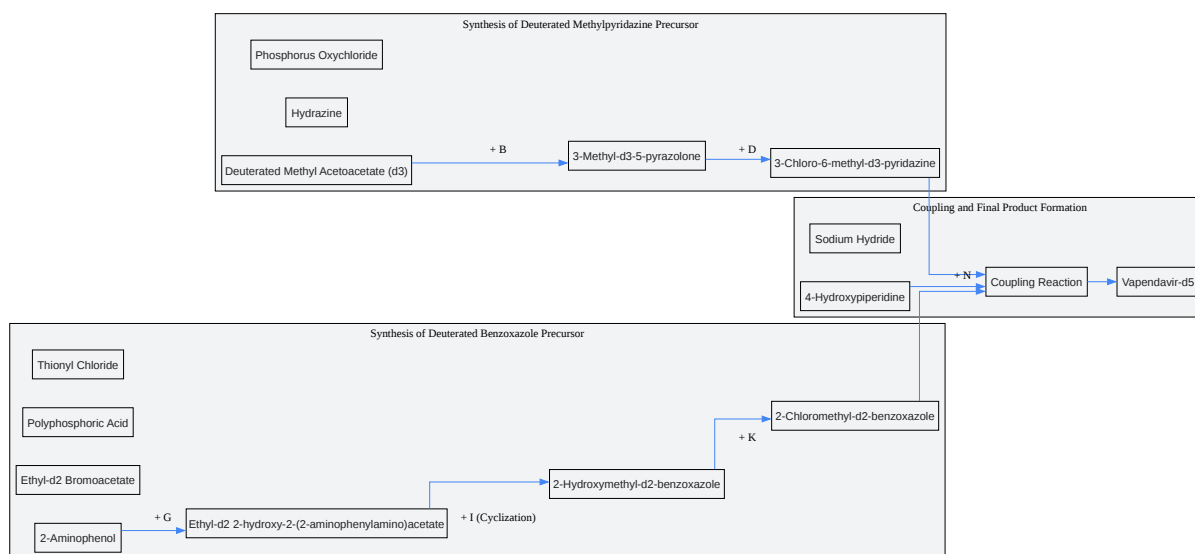 Synthesis of Deuterated Methylpyridazine Precursor
Phosphorus Oxychloride
Hydrazine
Deuterated Methyl Acetoacetate (d3)
+ B
3-Methyl-d3-5-pyrazolone
+ D
3-Chloro-6-methyl-d3-pyridazine
Coupling and Final Product Formation
Sodium Hydride
4-Hydroxypiperidine
+ N
Coupling Reaction
Vapendavir-d5
Synthesis of Deuterated Benzoxazole Precursor
Thionyl Chloride
Polyphosphoric Acid
Ethyl-d2 Bromoacetate
2-Aminophenol
+ G
Ethyl-d2 2-hydroxy-2-(2-aminophenylamino)acetate
+ I (Cyclization)
2-Hydroxymethyl-d2-benzoxazole
+ K
2-Chloromethyl-d2-benzoxazole